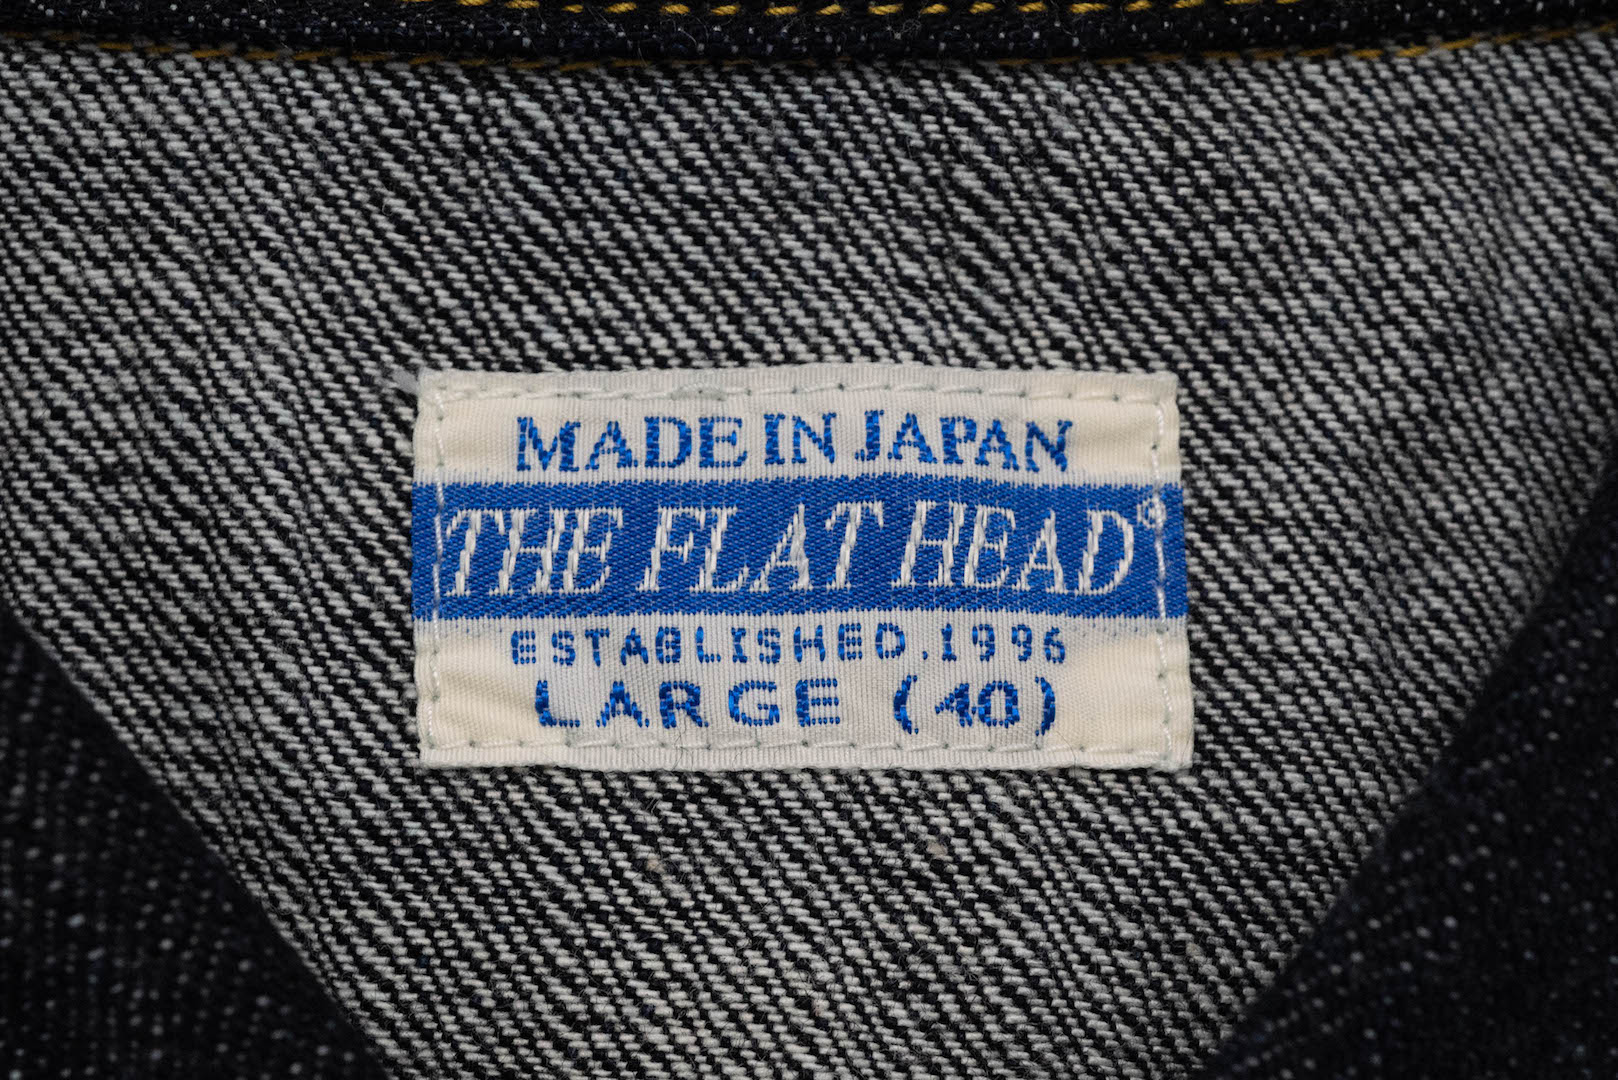 MADE IN JAPAN
THE FLAT HEAD®
ESTABLISHED.1996
LARGE (40)